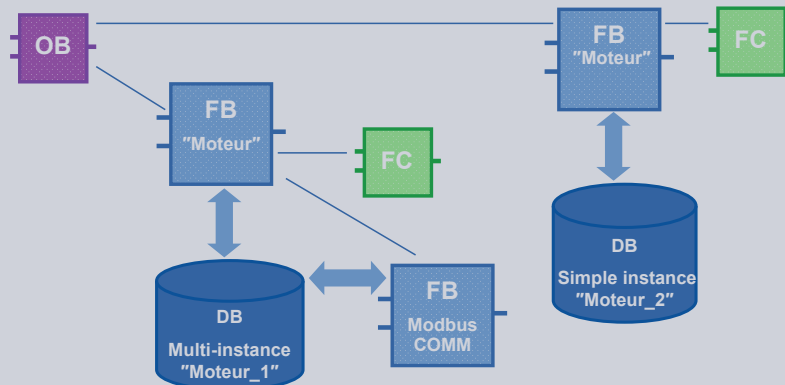 OB
FB
"Moteur"
FC
FB
"Moteur"
FC
DB
Simple instance
"Moteur_2"
FB
Modbus
COMM
DB
Multi-instance
"Moteur_1"